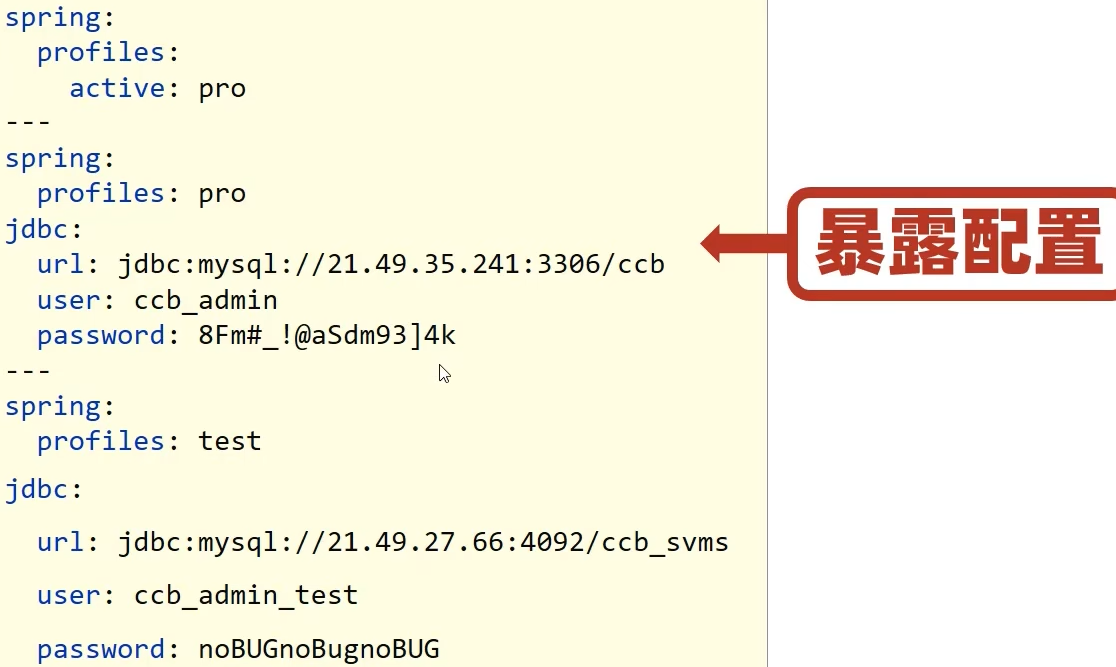 spring:
  profiles:
    active: pro
---
spring:
  profiles: pro
jdbc:
  url: jdbc:mysql://21.49.35.241:3306/ccb
  user: ccb_admin
  password: 8Fm#_!@aSdm93]4k
---
spring:
  profiles: test
jdbc:
  url: jdbc:mysql://21.49.27.66:4092/ccb_svms
  user: ccb_admin_test
  password: noBUGnoBugnoBUG
暴露配置